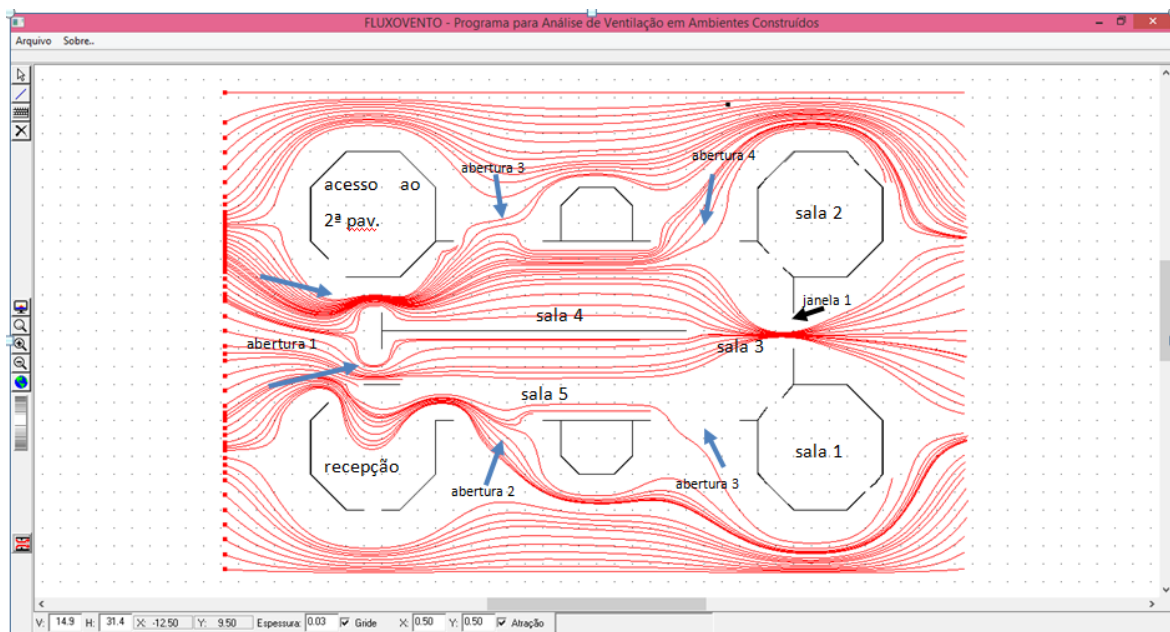 FLUXOVENTO - Programa para Análise de Ventilação em Ambientes Construídos
Arquivo Sobre..
abertura 3
abertura 4
acesso ao
2ª pav.
sala 2
janela 1
sala 4
abertura 1
sala 3
sala 5
recepção
sala 1
abertura 2
abertura 3
V: 14.9 H: 31.4 X: -12.50 Y: 9.50 Espessura: 0.03 Gride X: 0.50 Y: 0.50 Atração